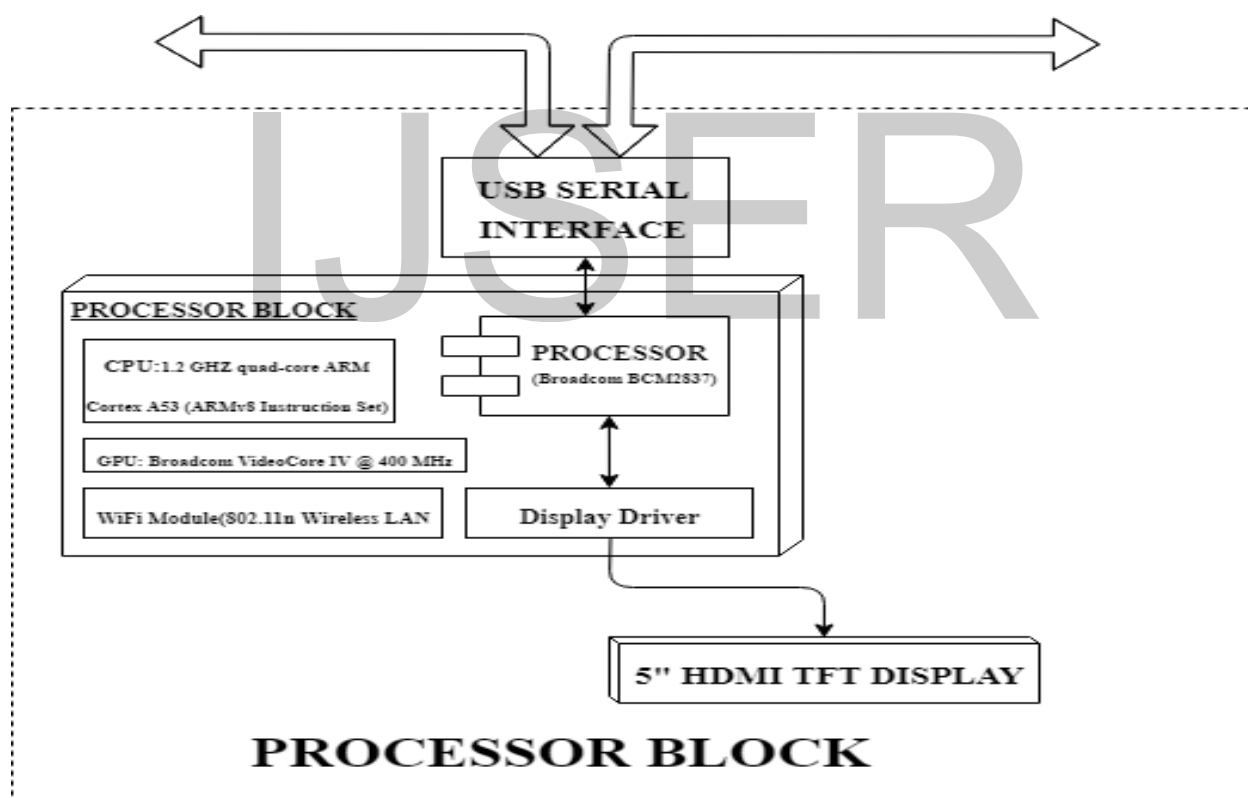 IJSER
USB SERIAL
INTERFACE
PROCESSOR BLOCK
CPU:1.2 GHZ quad-core ARM
Cortex A53 (ARMv8 Instruction Set)
GPU: Broadcom VideoCore IV @ 400 MHz
WiFi Module(802.11n Wireless LAN
PROCESSOR
(Broadcom BCM2837)
Display Driver
5" HDMI TFT DISPLAY
PROCESSOR BLOCK